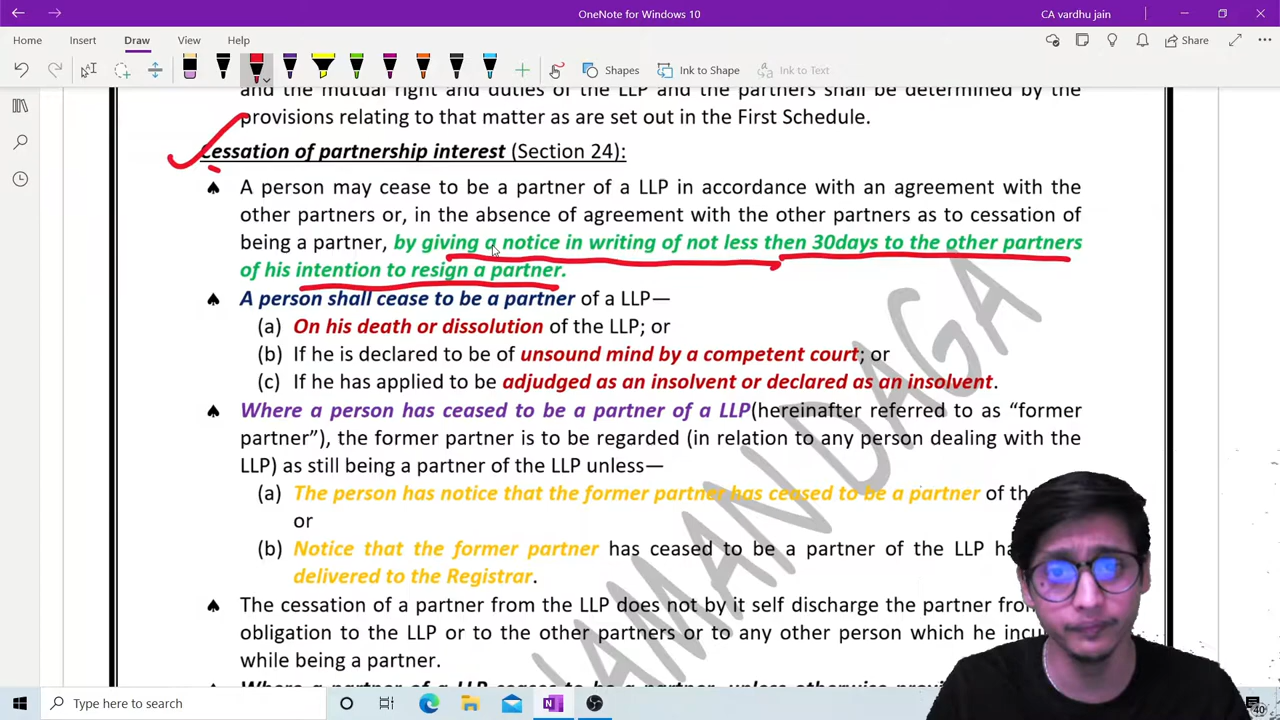 OneNote for Windows 10
CA vardhu jain
Home Insert Draw View Help
Share
Shapes Ink to Shape Ink to Text
and the mutual right and duties of the LLP and the partners shall be determined by the
provisions relating to that matter as are set out in the First Schedule.
Cessation of partnership interest (Section 24):
A person may cease to be a partner of a LLP in accordance with an agreement with the
other partners or, in the absence of agreement with the other partners as to cessation of
being a partner, by giving a notice in writing of not less then 30days to the other partners
of his intention to resign a partner.
A person shall cease to be a partner of a LLP—
(a) On his death or dissolution of the LLP; or
(b) If he is declared to be of unsound mind by a competent court; or
(c) If he has applied to be adjudged as an insolvent or declared as an insolvent.
Where a person has ceased to be a partner of a LLP(hereinafter referred to as “former
partner”), the former partner is to be regarded (in relation to any person dealing with the
LLP) as still being a partner of the LLP unless—
(a) The person has notice that the former partner has ceased to be a partner of
or
(b) Notice that the former partner has ceased to be a partner of the LLP
delivered to the Registrar.
The cessation of a partner from the LLP does not by it self discharge the partner
obligation to the LLP or to the other partners or to any other person which he
while being a partner.
Where a partner of a LLP ceases to be a partner, unless otherwise
NAMAN DAGA
Type here to search